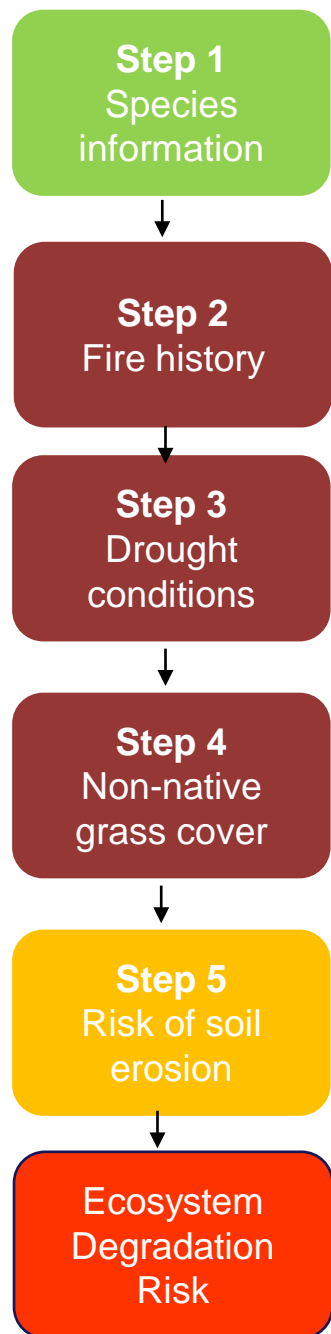 Step 1
Species
information
Step 2
Fire history
Step 3
Drought
conditions
Step 4
Non-native
grass cover
Step 5
Risk of soil
erosion
Ecosystem
Degradation
Risk